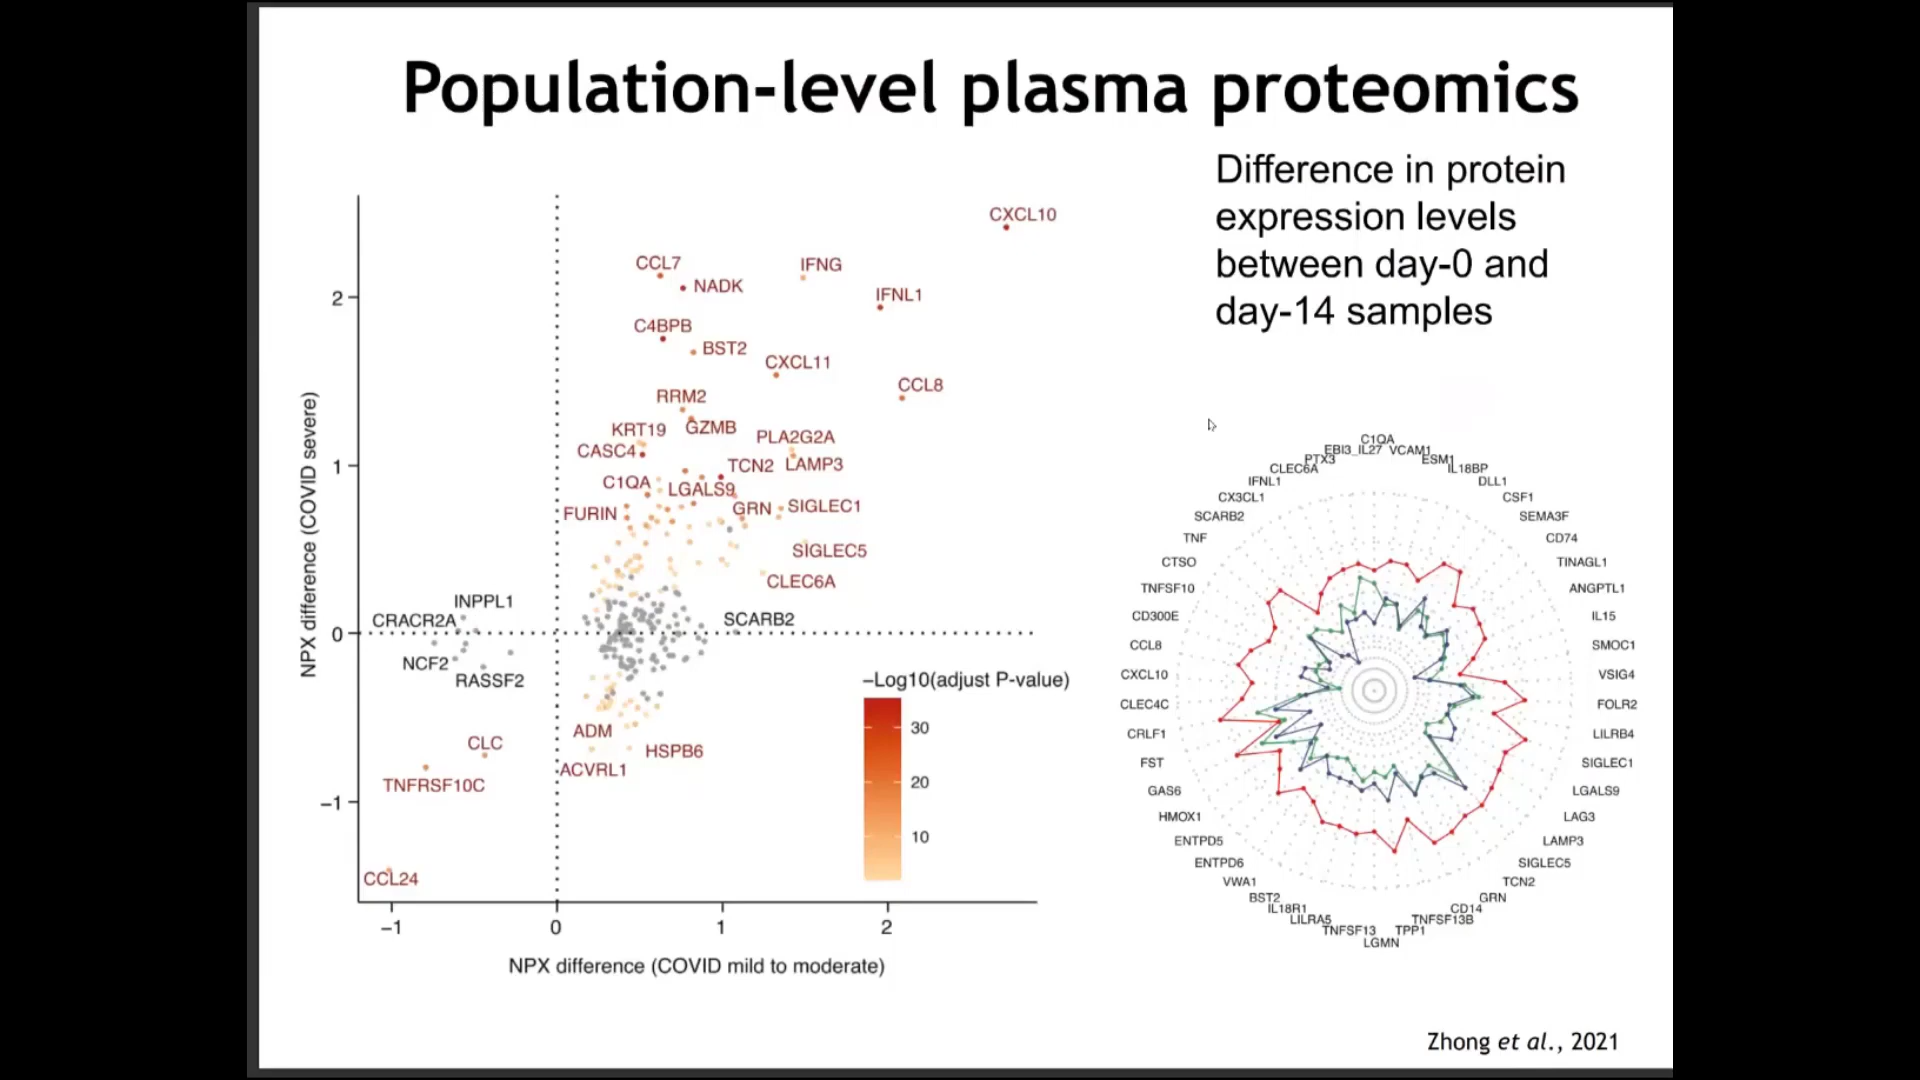 Population-level plasma proteomics
Difference in protein
expression levels
between day-0 and
day-14 samples
NPX difference (COVID severe)
2
1
0
−1
CXCL10
CCL7
IFNG
NADK
IFNL1
C4BPB
BST2
CXCL11
CCL8
RRM2
KRT19
GZMB
PLA2G2A
CASC4
TCN2
LAMP3
C1QA
LGALS9
FURIN
GRN
SIGLEC1
SIGLEC5
CLEC6A
INPPL1
CRACR2A
SCARB2
NCF2
RASSF2
ADM
HSPB6
CLC
ACVRL1
TNFRSF10C
CCL24
−Log10(adjust P-value)
30
20
10
−1
0
1
2
NPX difference (COVID mild to moderate)
C1QA
VCAM1
ESM1
IL18BP
DLL1
CSF1
SEMA3F
CD74
TINAGL1
ANGPTL1
IL15
SMOC1
VSIG4
FOLR2
LILRB4
SIGLEC1
LGALS9
LAG3
LAMP3
SIGLEC5
TCN2
GRN
CD14
TNFSF13B
TPP1
LGMN
TNFSF13
LILRA5
IL18R1
BST2
VWA1
ENTPD6
ENTPD5
HMOX1
GAS6
FST
CRLF1
CLEC4C
CXCL10
CCL8
CD300E
TNFSF10
CTSO
TNF
SCARB2
CX3CL1
IFNL1
CLEC6A
PTX3
EBI3_IL27
Zhong et al., 2021